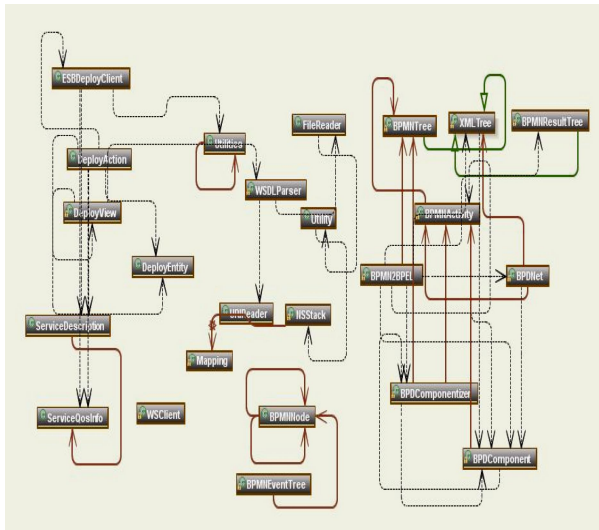 ESBDeployClient
DeployAction
DeployView
DeployEntity
ServiceDescription
ServiceQosInfo
WSClient
Utilities
WSDLParser
FileReader
Utility
NSStack
Mapping
BPMNNode
BPMNEventTree
BPMNTree
XMLTree
BPMNResultTree
BPMNActivity
BPMN2BPEL
BPDNet
BPDComponentizer
BPDComponent